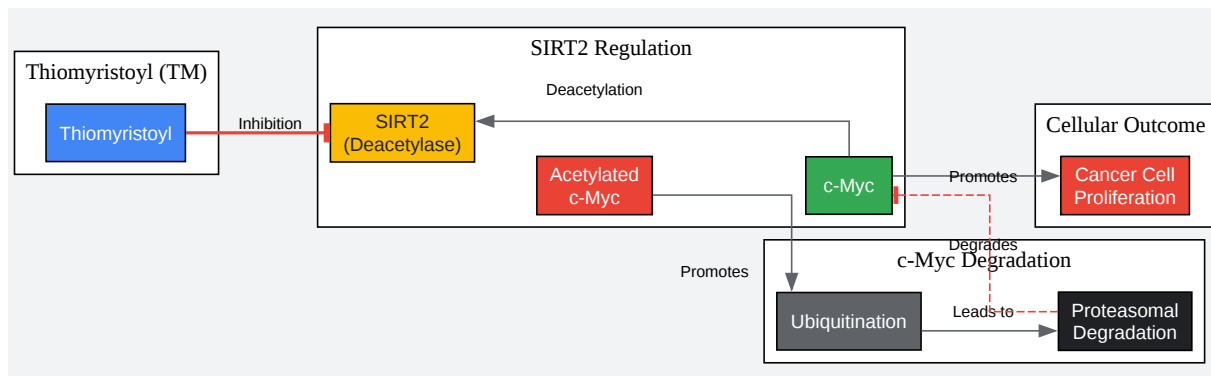 SIRT2 Regulation
Thiomyristoyl (TM)
Deacetylation
Thiomyristoyl
Inhibition
SIRT2
(Deacetylase)
Cellular Outcome
Acetylated
c-Myc
c-Myc
Promotes
Cancer Cell
Proliferation
Degrades
c-Myc Degradation
Promotes
Ubiquitination
Leads to
Proteasomal
Degradation